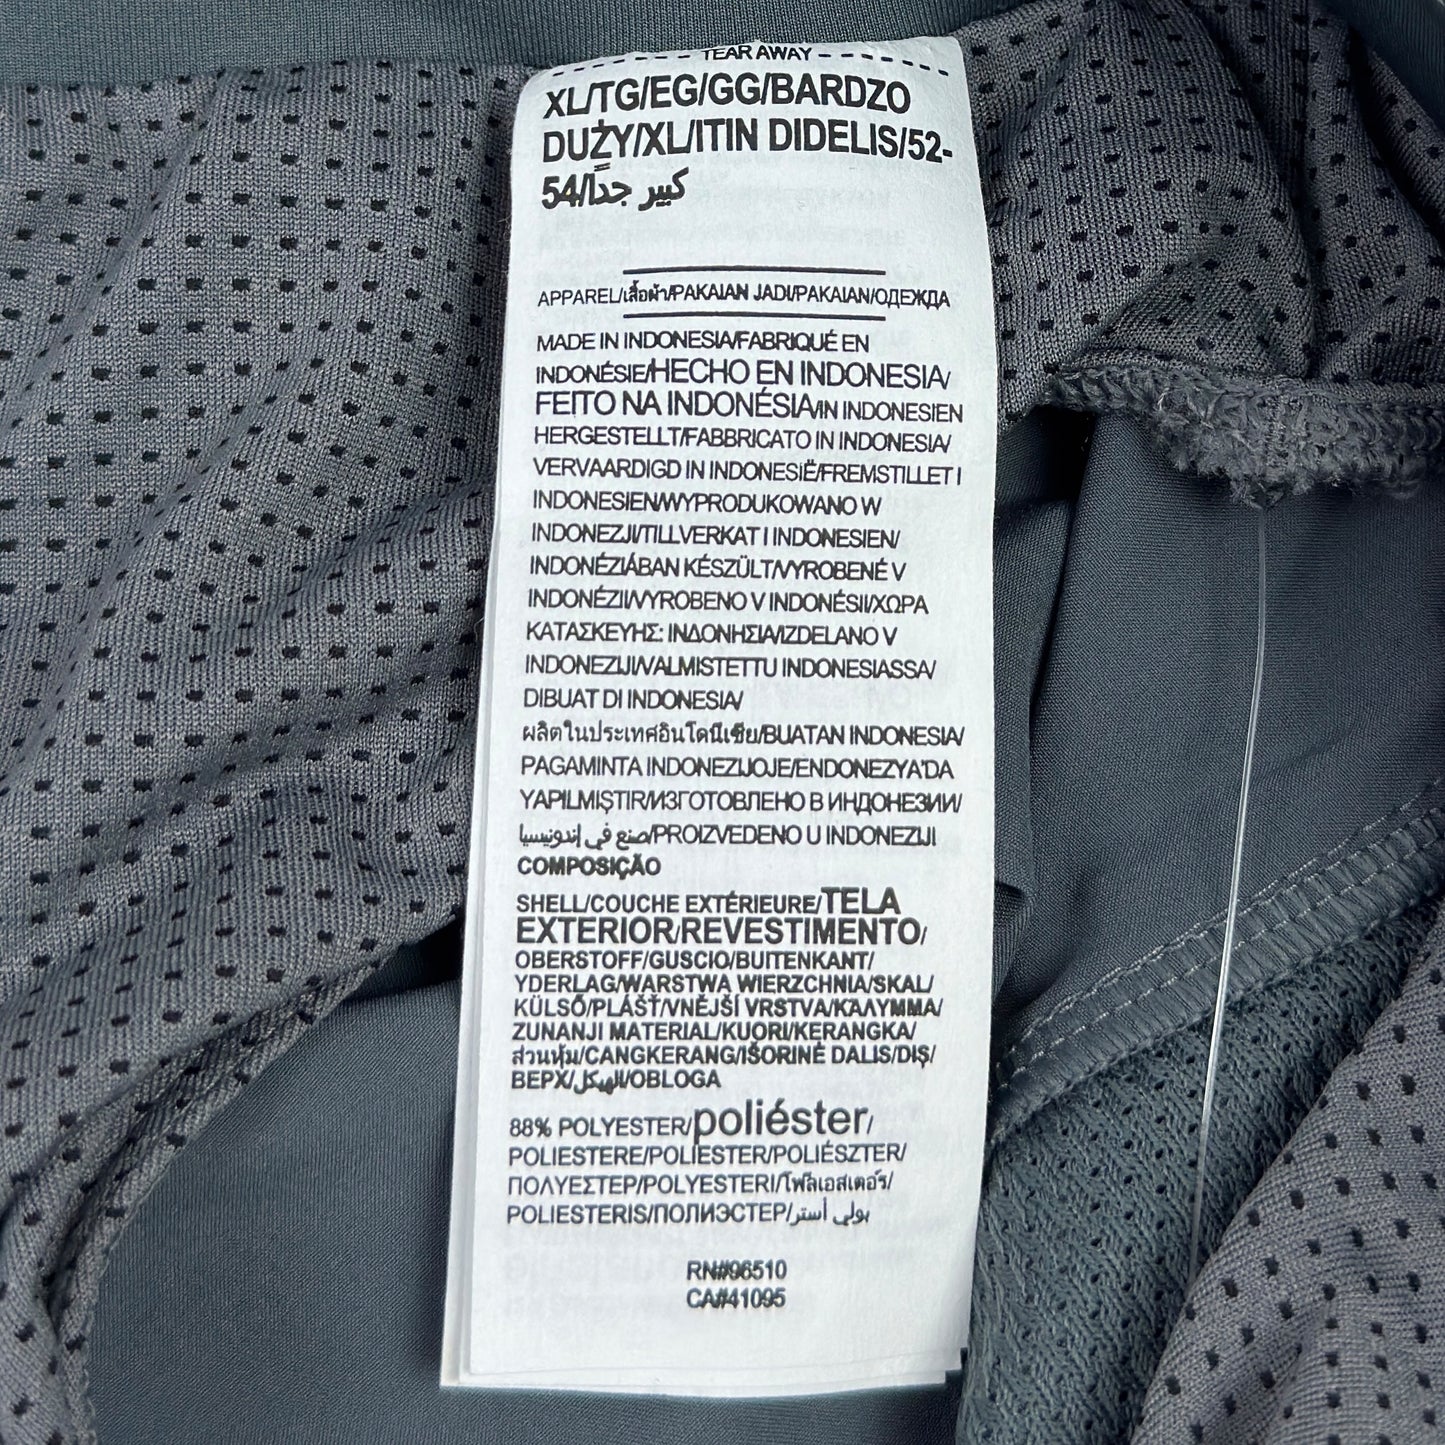 TEAR AWAY
XL/TG/EG/GG/BARDZO
DUŻY/XL/ITIN DIDELIS/52-
54/كبير جداً
APPAREL/เสื้อผ้า/PAKAIAN JADI/PAKAIAN/ОДЕЖДА
MADE IN INDONESIA/FABRIQUÉ EN
INDONÉSIE/HECHO EN INDONESIA/
FEITO NA INDONÉSIA/IN INDONESIEN
HERGESTELLT/FABBRICATO IN INDONESIA/
VERVAARDIGD IN INDONESIË/FREMSTILLET I
INDONESIEN/WYPRODUKOWANO W
INDONEZJI/TILLVERKAT I INDONESIEN/
INDONÉZIÁBAN KÉSZÜLT/VYROBENÉ V
INDONÉZII/VYROBENO V INDONÉSII/ΧΩΡΑ
ΚΑΤΑΣΚΕΥΗΣ: ΙΝΔΟΝΗΣΙΑ/IZDELANO V
INDONEZIJI/VALMISTETTU INDONESIASSA/
DIBUAT DI INDONESIA/
ผลิตในประเทศอินโดนีเซีย/BUATAN INDONESIA/
PAGAMINTA INDONEZIJOJE/ENDONEZYA'DA
YAPILMIŞTIR/ИЗГОТОВЛЕНО В ИНДОНЕЗИИ/
صنع في إندونيسيا/PROIZVEDENO U INDONEZIJI
COMPOSIÇÃO
SHELL/COUCHE EXTÉRIEURE/TELA
EXTERIOR/REVESTIMENTO/
OBERSTOFF/GUSCIO/BUITENKANT/
YDERLAG/WARSTWA WIERZCHNIA/SKAL/
KÜLSŐ/PLÁŠŤ/VNĚJŠÍ VRSTVA/ΚΑΛΥΜΜΑ/
ZUNANJI MATERIAL/KUORI/KERANGKA/
ส่วนหุ้ม/CANGKERANG/IŠORINĖ DALIS/DIŞ/
ВЕРХ/الهيكل/OBLOGA
88% POLYESTER/poliéster/
POLIESTERE/POLIESTER/POLIÉSZTER/
ΠΟΛΥΕΣΤΕΡ/POLYESTERI/โพลีเอสเตอร์/
POLIESTERIS/ПОЛИЭСТЕР/بولي أستر
RN#96510
CA#41095